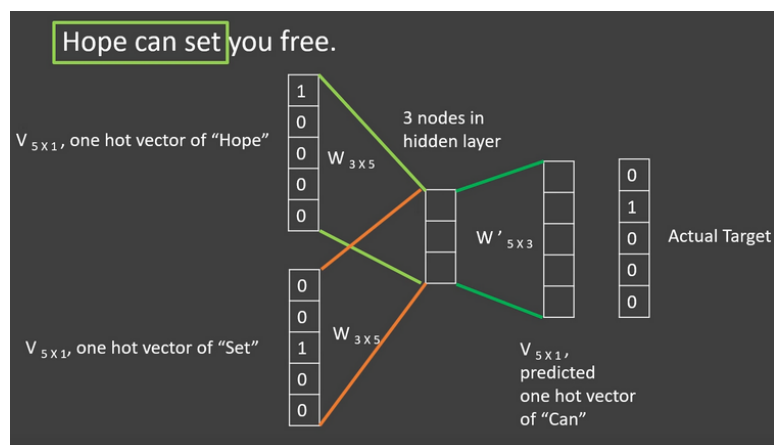 Hope can set you free.
1
0
0
0
0
V 5 X 1, one hot vector of “Hope”
W 3 X 5
3 nodes in
hidden layer
0
0
1
0
0
V 5 X 1, one hot vector of “Set”
W 3 X 5
W ’ 5 X 3
V 5 X 1,
predicted
one hot vector
of “Can”
0
1
0
0
0
Actual Target